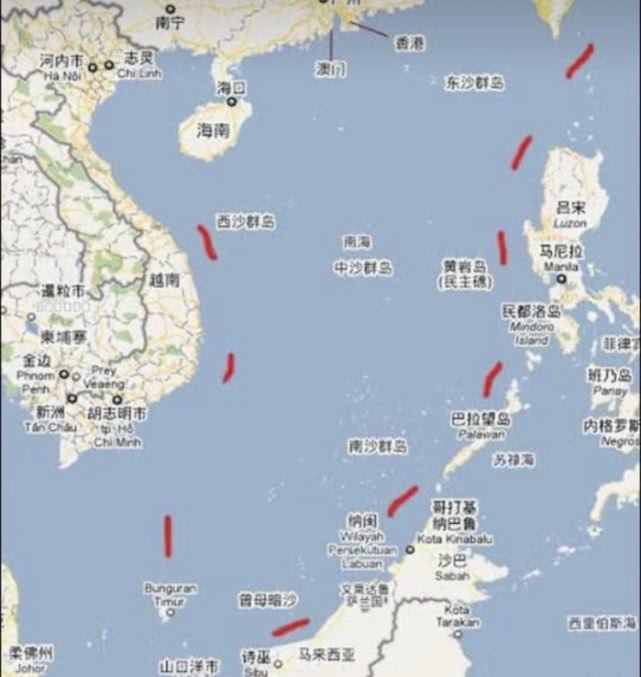 南宁
广州
香港
澳门
河内市
Hà Nội
志灵
Chi Linh
东沙群岛
海口
海南
吕宋
Luzon
西沙群岛
南海
中沙群岛
黄岩岛
(民主礁)
马尼拉
Manila
越南
暹粒市
柬埔寨
民都洛岛
Mindoro
Island
菲律宾
金边
Phnom
Penh
Prey
Veaeng
班乃岛
Panay
新洲
Tân Châu
胡志明市
tp. Hồ
Chí Minh
巴拉望岛
Palawan
内格罗斯
Negros
南沙群岛
苏禄海
纳闽
Wilayah
Persekutuan
Labuan
哥打基
纳巴鲁
Kota Kinabalu
沙巴
Sabah
Bunguran
Timur
曾母暗沙
文莱达鲁
萨兰国
Kota
Tarakan
西里伯斯海
柔佛州
Johor
山口洋市
诗巫
Sibu
马来西亚